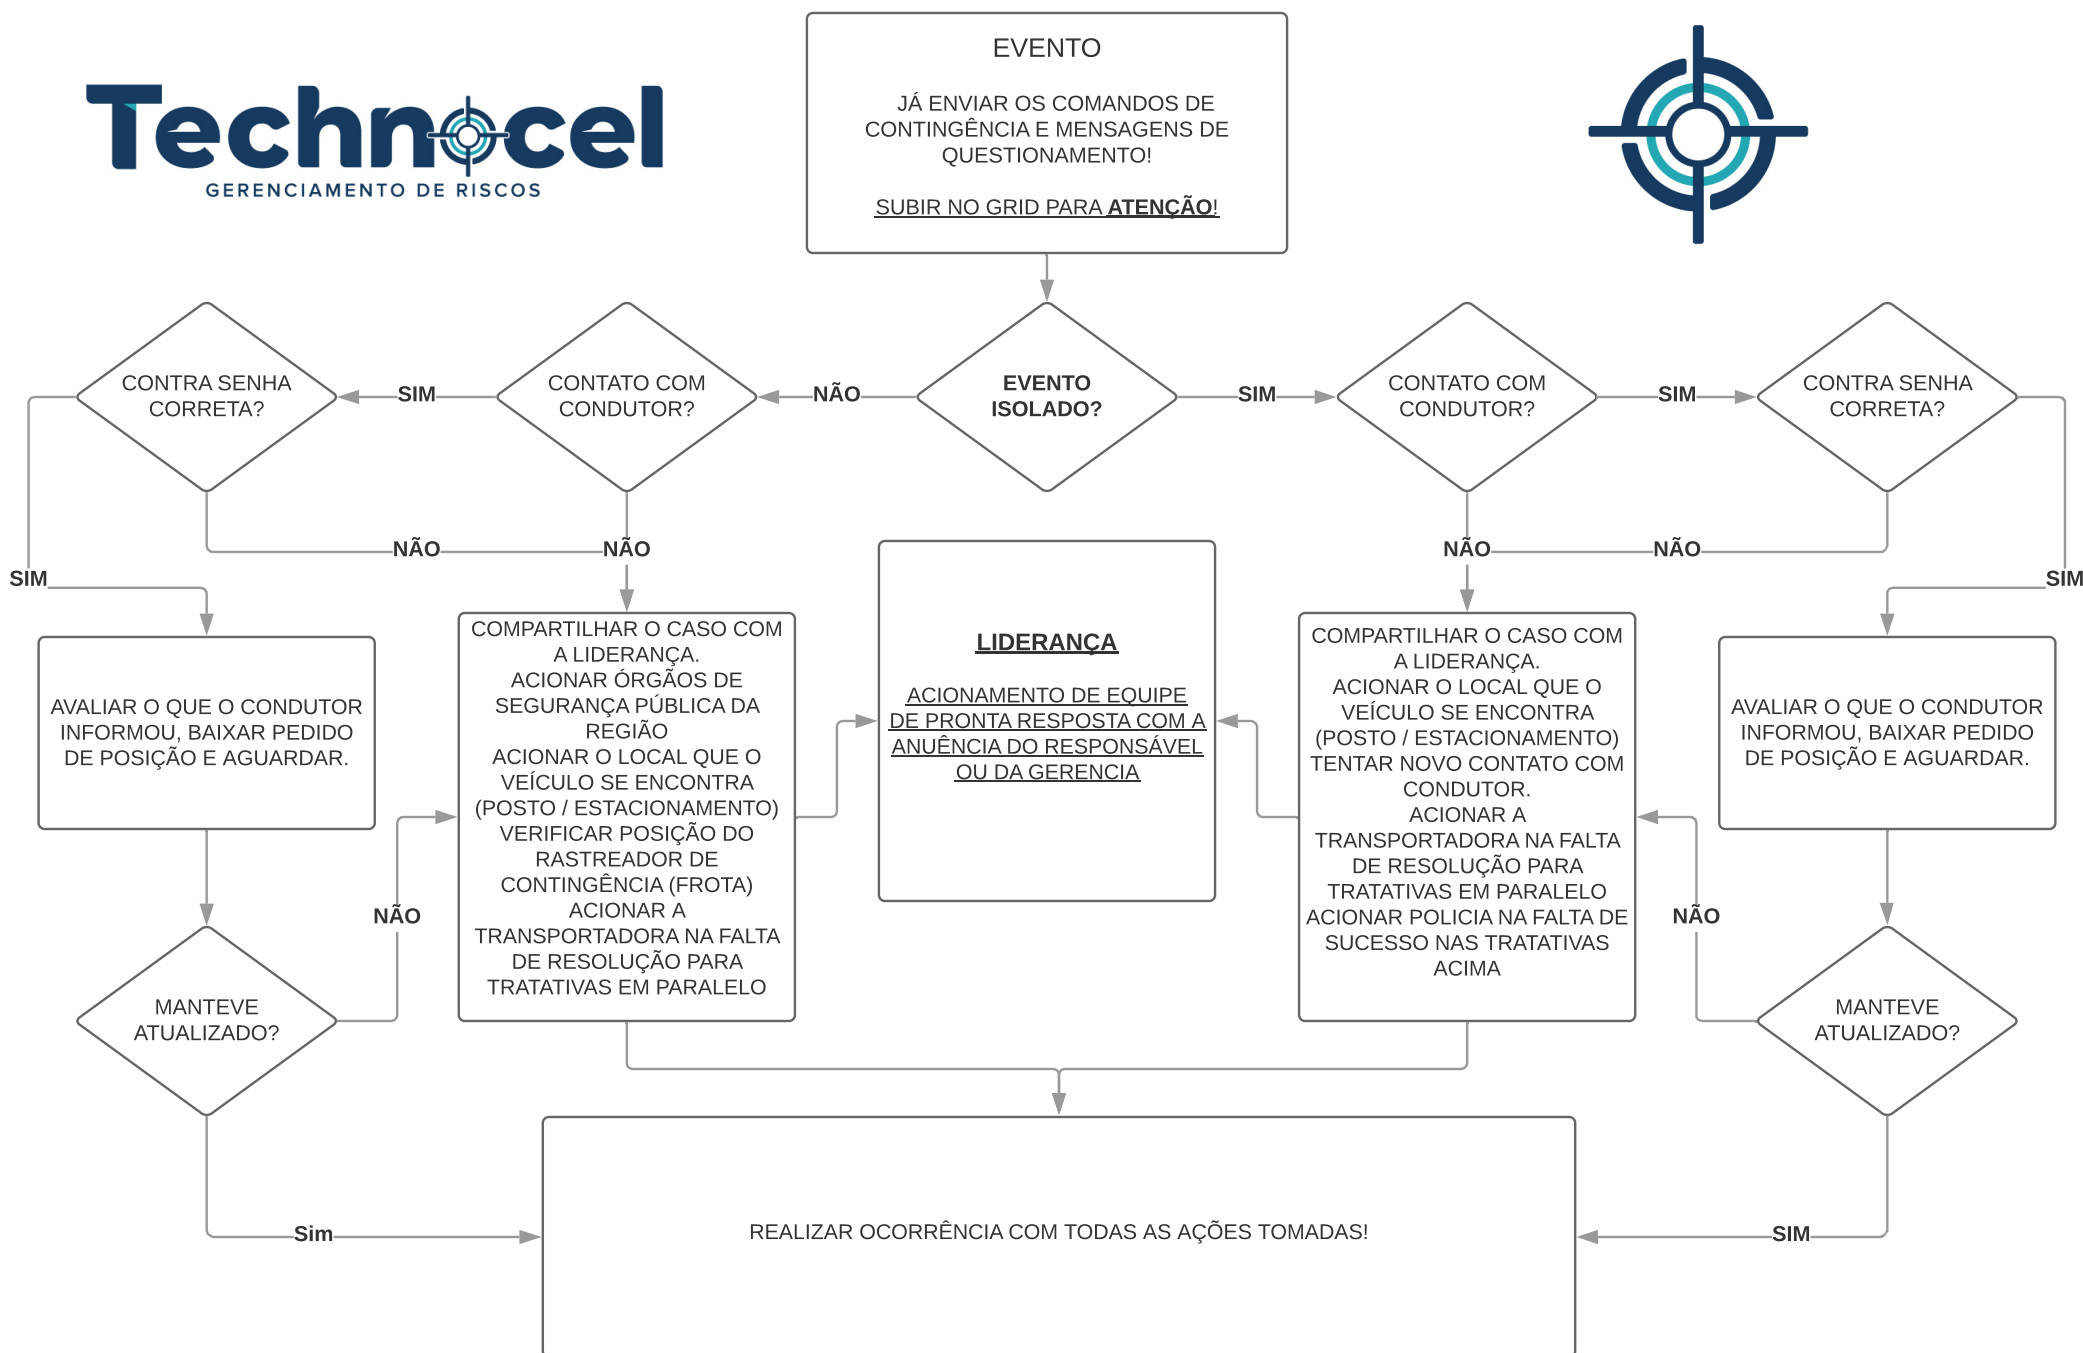 EVENTO
JÁ ENVIAR OS COMANDOS DE
CONTINGÊNCIA E MENSAGENS DE
QUESTIONAMENTO!
SUBIR NO GRID PARA ATENÇÃO!
Technocel
GERENCIAMENTO DE RISCOS
CONTRA SENHA
CORRETA?
SIM
CONTATO COM
CONDUTOR?
NÃO
EVENTO
ISOLADO?
SIM
CONTATO COM
CONDUTOR?
SIM
CONTRA SENHA
CORRETA?
NÃO
NÃO
NÃO
NÃO
SIM
SIM
AVALIAR O QUE O CONDUTOR
INFORMOU, BAIXAR PEDIDO
DE POSIÇÃO E AGUARDAR.
COMPARTILHAR O CASO COM
A LIDERANÇA.
ACIONAR ÓRGÃOS DE
SEGURANÇA PÚBLICA DA
REGIÃO
ACIONAR O LOCAL QUE O
VEÍCULO SE ENCONTRA
(POSTO / ESTACIONAMENTO)
VERIFICAR POSIÇÃO DO
RASTREADOR DE
CONTINGÊNCIA (FROTA)
ACIONAR A
TRANSPORTADORA NA FALTA
DE RESOLUÇÃO PARA
TRATATIVAS EM PARALELO
LIDERANÇA
ACIONAMENTO DE EQUIPE
DE PRONTA RESPOSTA COM A
ANUÊNCIA DO RESPONSÁVEL
OU DA GERENCIA
COMPARTILHAR O CASO COM
A LIDERANÇA.
ACIONAR O LOCAL QUE O
VEÍCULO SE ENCONTRA
(POSTO / ESTACIONAMENTO)
TENTAR NOVO CONTATO COM
CONDUTOR.
ACIONAR A
TRANSPORTADORA NA FALTA
DE RESOLUÇÃO PARA
TRATATIVAS EM PARALELO
ACIONAR POLICIA NA FALTA DE
SUCESSO NAS TRATATIVAS
ACIMA
AVALIAR O QUE O CONDUTOR
INFORMOU, BAIXAR PEDIDO
DE POSIÇÃO E AGUARDAR.
NÃO
NÃO
MANTEVE
ATUALIZADO?
MANTEVE
ATUALIZADO?
Sim
REALIZAR OCORRÊNCIA COM TODAS AS AÇÕES TOMADAS!
SIM